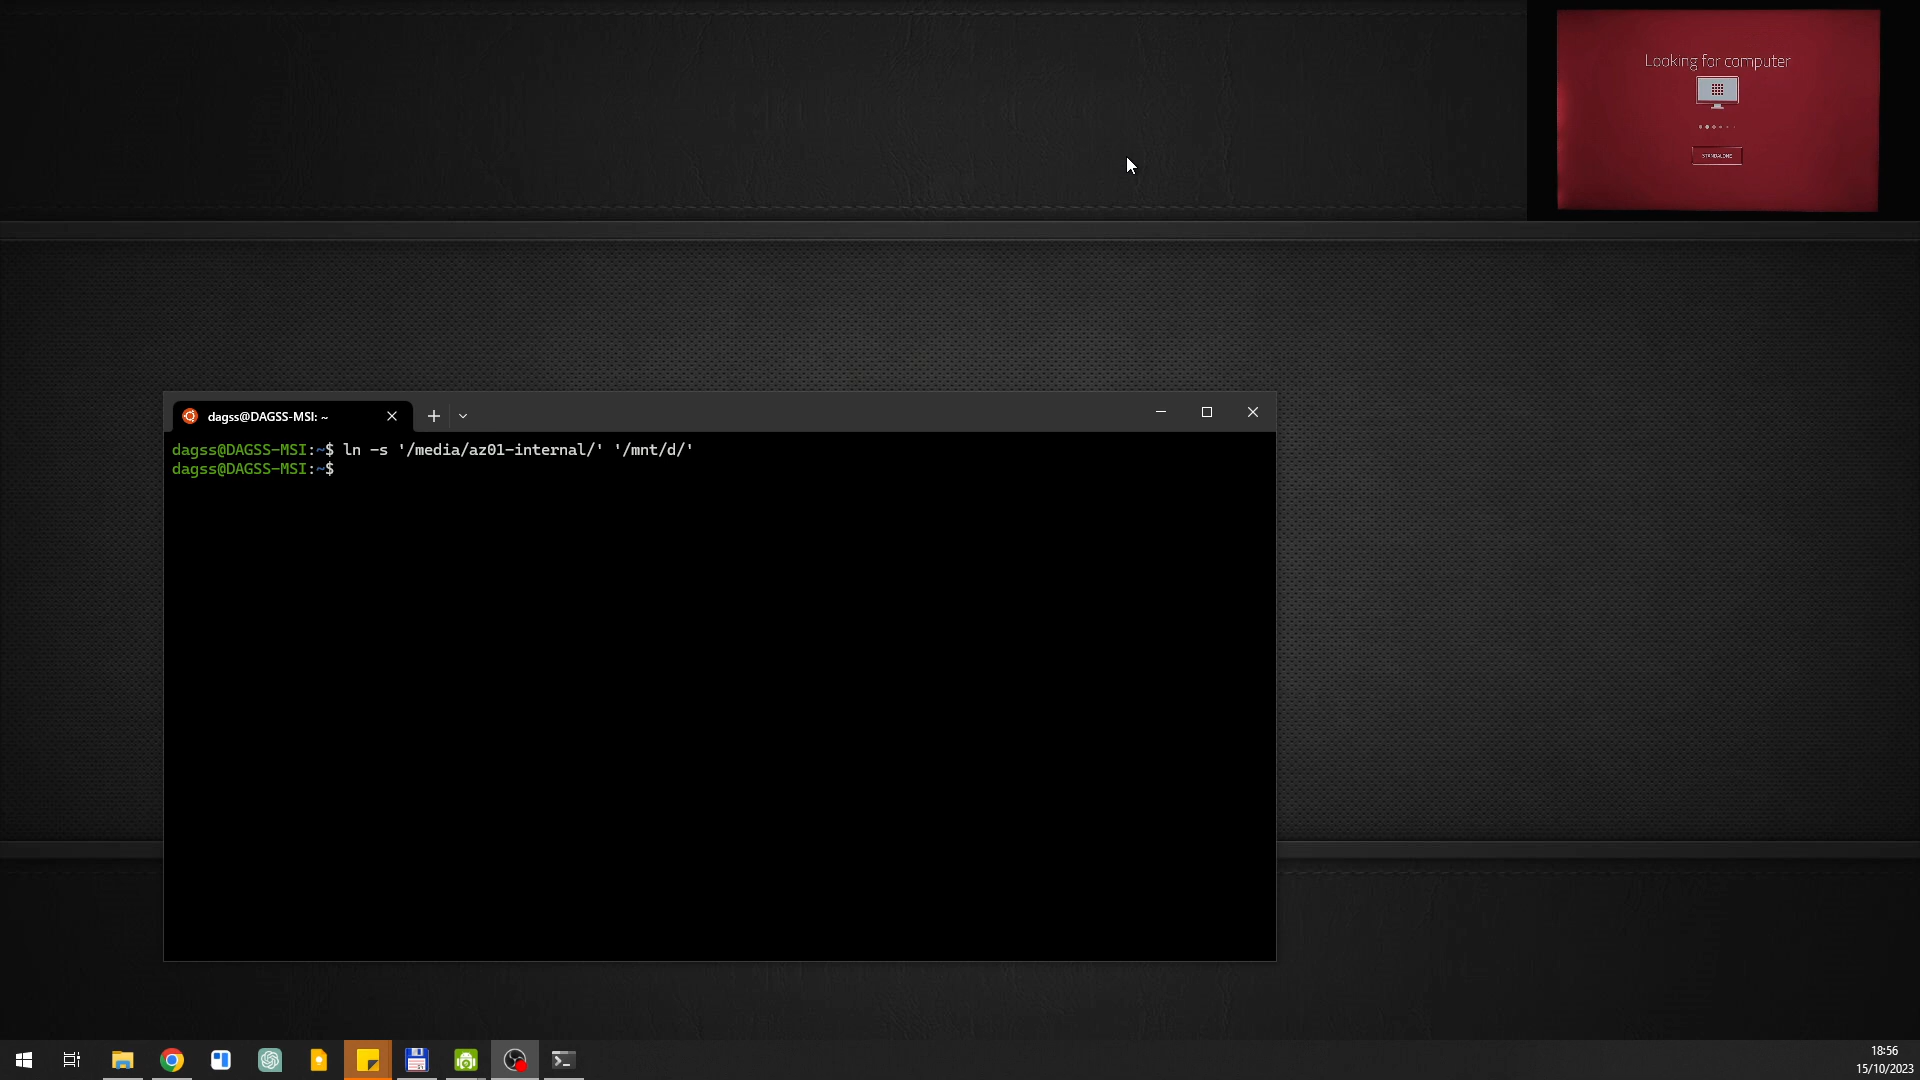 Looking for computer
STANDALONE
dagss@DAGSS-MSI: ~
dagss@DAGSS-MSI:~$ ln -s '/media/az01-internal/' '/mnt/d/'
dagss@DAGSS-MSI:~$
18:56
15/10/2023